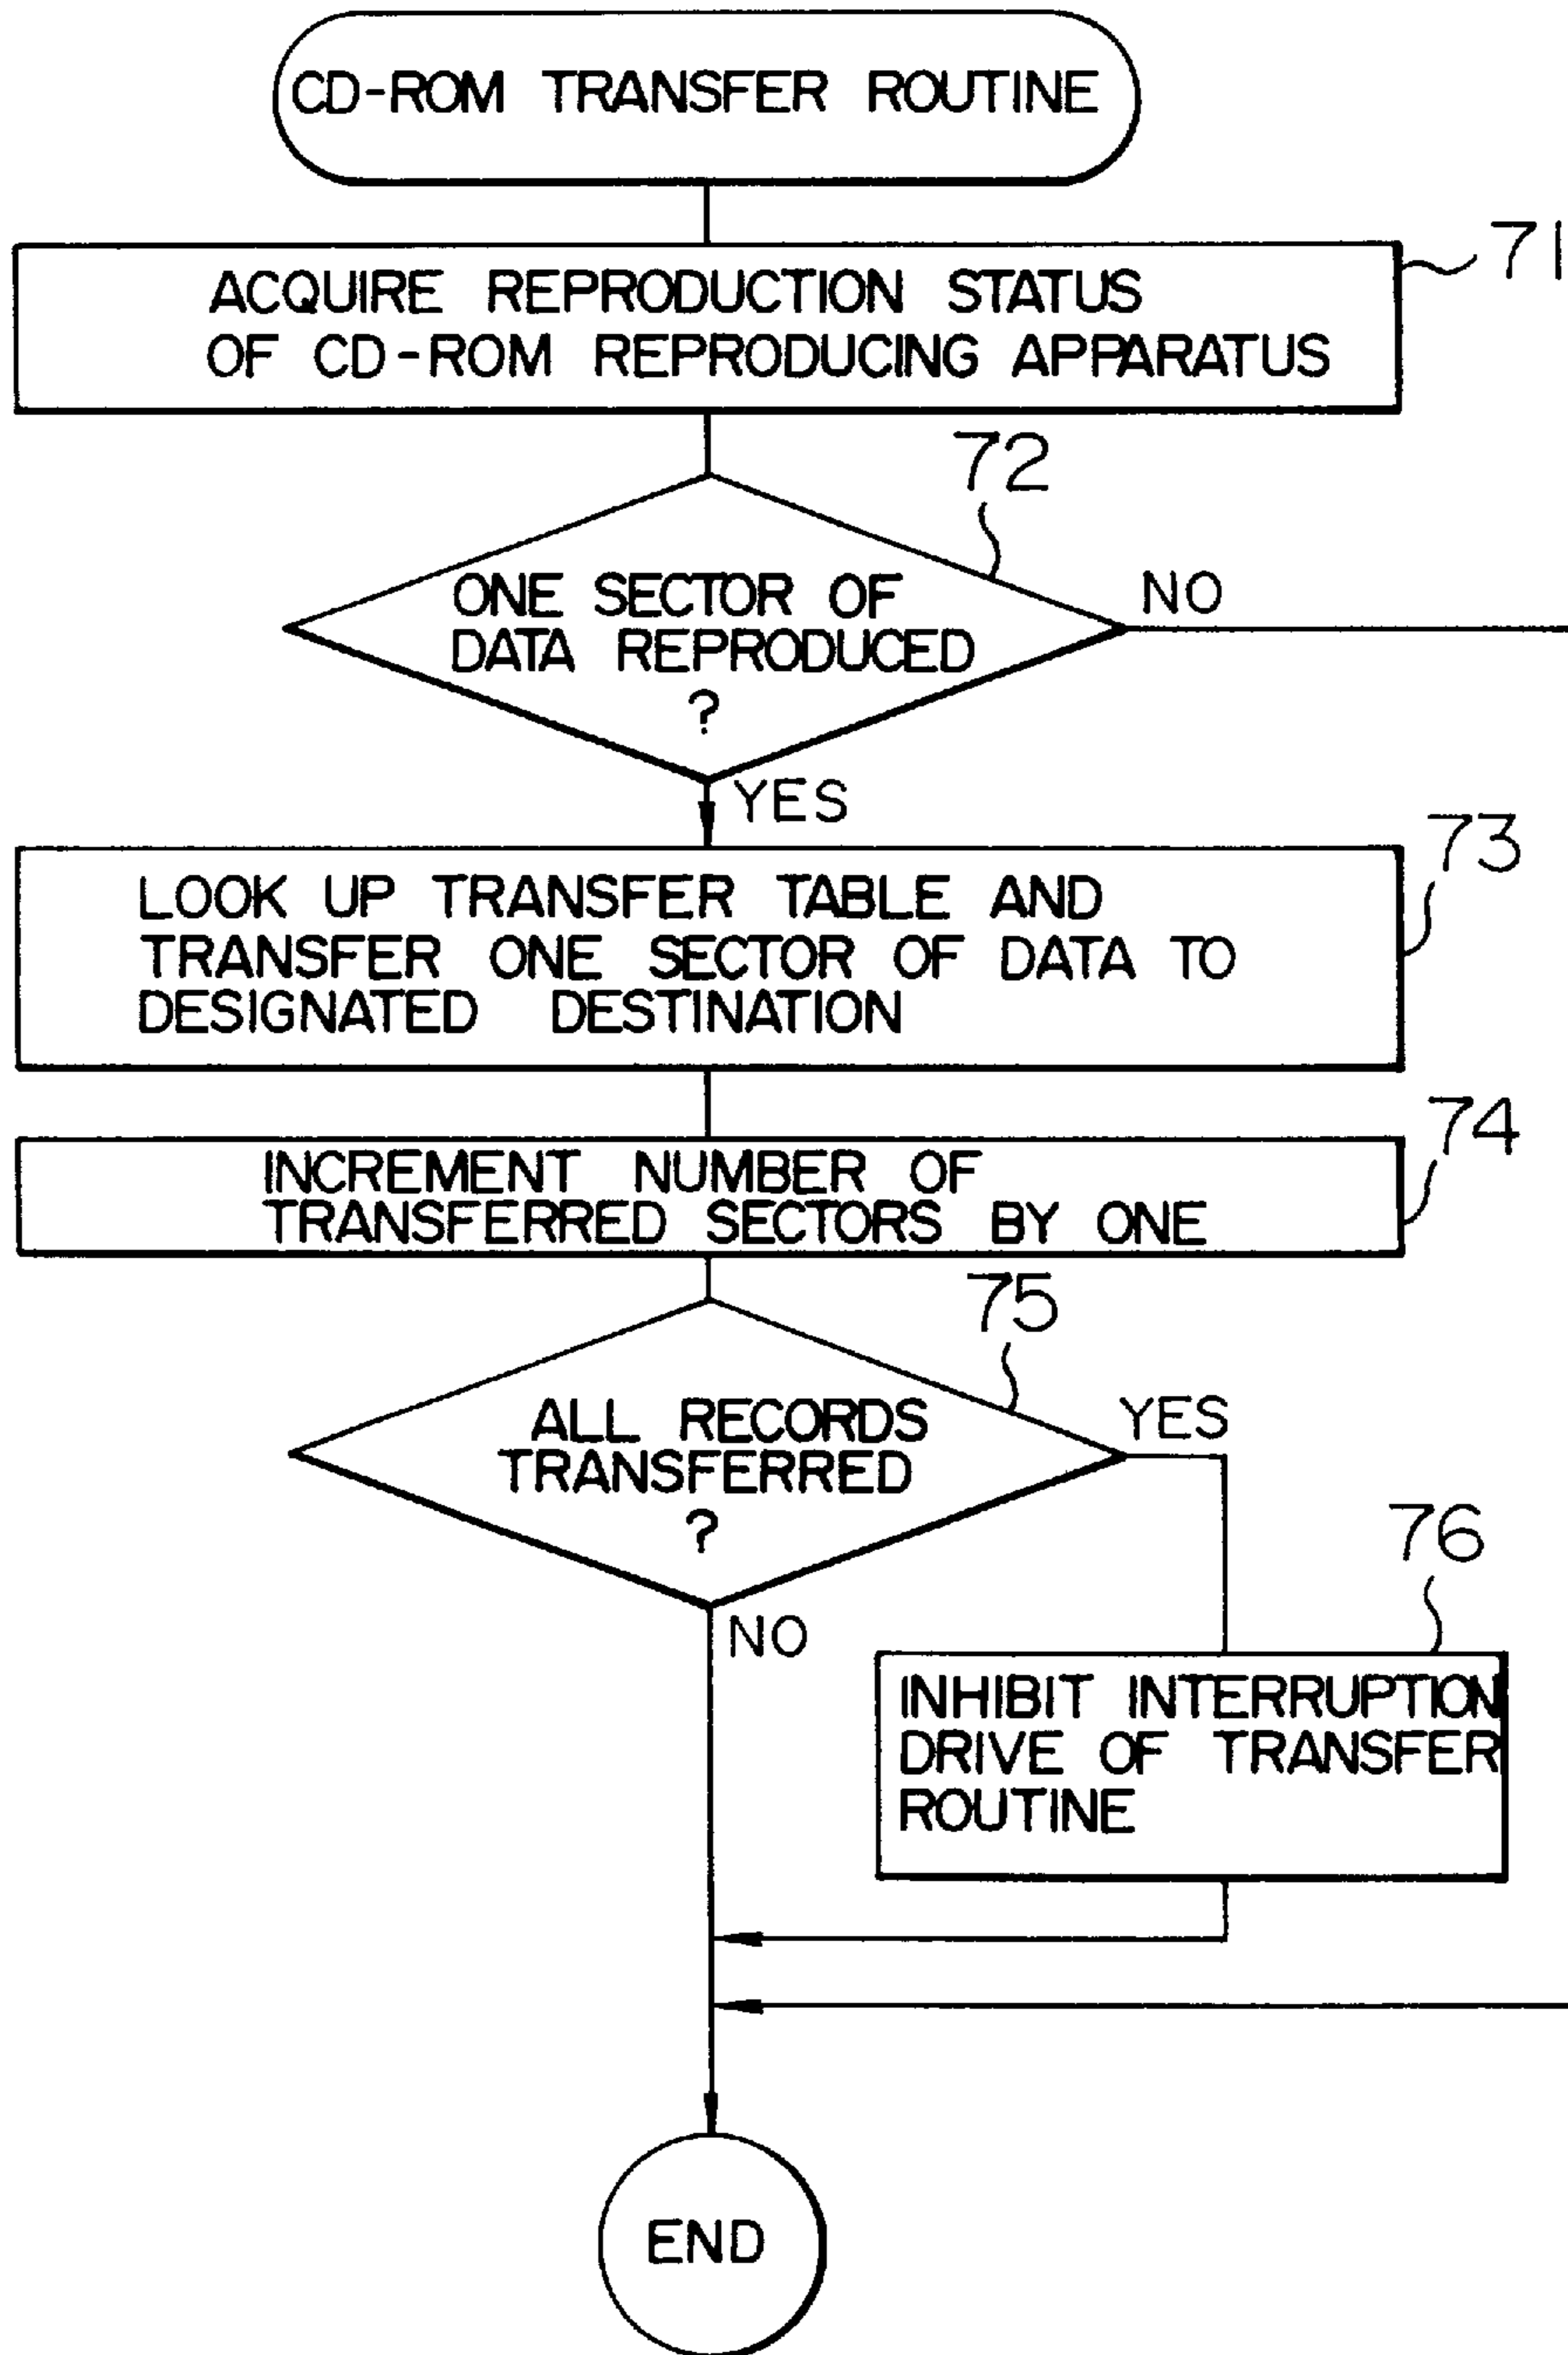 CD-ROM TRANSFER ROUTINE
71
ACQUIRE REPRODUCTION STATUS
OF CD-ROM REPRODUCING APPARATUS
72
ONE SECTOR OF
DATA REPRODUCED
?
NO
YES
73
LOOK UP TRANSFER TABLE AND
TRANSFER ONE SECTOR OF DATA TO
DESIGNATED DESTINATION
74
INCREMENT NUMBER OF
TRANSFERRED SECTORS BY ONE
75
ALL RECORDS
TRANSFERRED
?
YES
NO
76
INHIBIT INTERRUPTION
DRIVE OF TRANSFER
ROUTINE
END